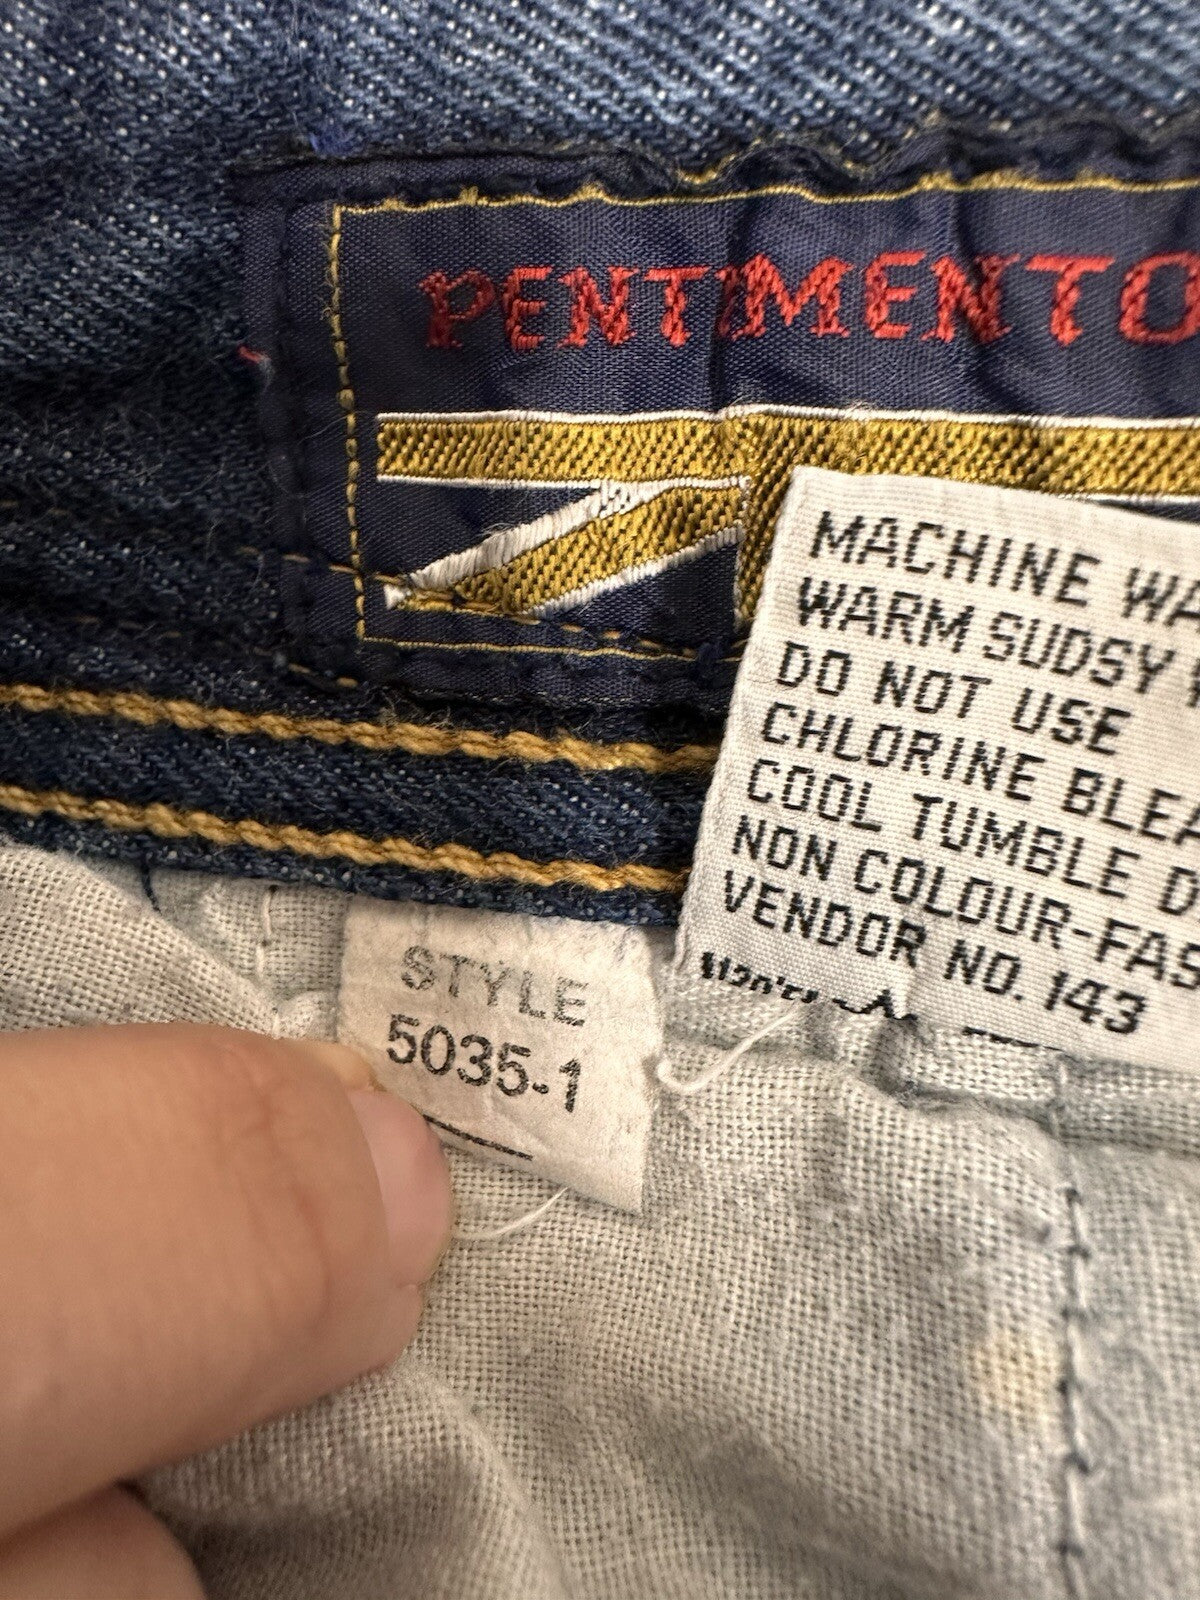 PENTIMENTO
MACHINE WA
WARM SUDSY
DO NOT USE
CHLORINE BLEA
COOL TUMBLE D
NON COLOUR-FAS
VENDOR NO. 143
STYLE
5035-1